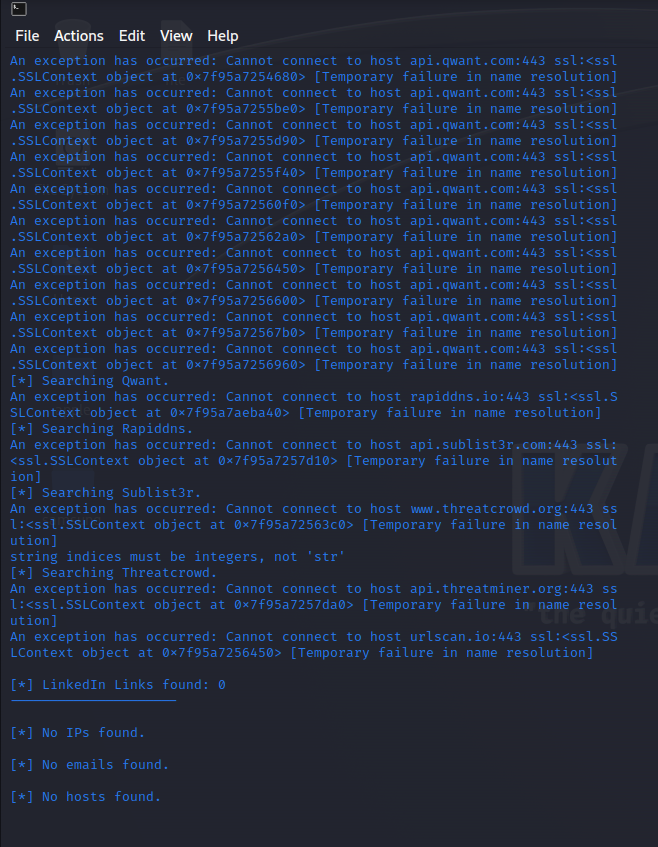 File Actions Edit View Help
An exception has occurred: Cannot connect to host api.qwant.com:443 ssl:<ssl
.SSLContext object at 0×7f95a7254680> [Temporary failure in name resolution]
An exception has occurred: Cannot connect to host api.qwant.com:443 ssl:<ssl
.SSLContext object at 0×7f95a7255be0> [Temporary failure in name resolution]
An exception has occurred: Cannot connect to host api.qwant.com:443 ssl:<ssl
.SSLContext object at 0×7f95a7255d90> [Temporary failure in name resolution]
An exception has occurred: Cannot connect to host api.qwant.com:443 ssl:<ssl
.SSLContext object at 0×7f95a7255f40> [Temporary failure in name resolution]
An exception has occurred: Cannot connect to host api.qwant.com:443 ssl:<ssl
.SSLContext object at 0×7f95a72560f0> [Temporary failure in name resolution]
An exception has occurred: Cannot connect to host api.qwant.com:443 ssl:<ssl
.SSLContext object at 0×7f95a72562a0> [Temporary failure in name resolution]
An exception has occurred: Cannot connect to host api.qwant.com:443 ssl:<ssl
.SSLContext object at 0×7f95a7256450> [Temporary failure in name resolution]
An exception has occurred: Cannot connect to host api.qwant.com:443 ssl:<ssl
.SSLContext object at 0×7f95a7256600> [Temporary failure in name resolution]
An exception has occurred: Cannot connect to host api.qwant.com:443 ssl:<ssl
.SSLContext object at 0×7f95a72567b0> [Temporary failure in name resolution]
An exception has occurred: Cannot connect to host api.qwant.com:443 ssl:<ssl
.SSLContext object at 0×7f95a7256960> [Temporary failure in name resolution]
[*] Searching Qwant.
An exception has occurred: Cannot connect to host rapiddns.io:443 ssl:<ssl.S
SLContext object at 0×7f95a7aeba40> [Temporary failure in name resolution]
[*] Searching Rapiddns.
An exception has occurred: Cannot connect to host api.sublist3r.com:443 ssl:
<ssl.SSLContext object at 0×7f95a7257d10> [Temporary failure in name resolut
ion]
[*] Searching Sublist3r.
An exception has occurred: Cannot connect to host www.threatcrowd.org:443 ss
l:<ssl.SSLContext object at 0×7f95a72563c0> [Temporary failure in name resol
ution]
string indices must be integers, not 'str'
[*] Searching Threatcrowd.
An exception has occurred: Cannot connect to host api.threatminer.org:443 ss
l:<ssl.SSLContext object at 0×7f95a7257da0> [Temporary failure in name resol
ution]
An exception has occurred: Cannot connect to host urlscan.io:443 ssl:<ssl.SS
LContext object at 0×7f95a7256450> [Temporary failure in name resolution]
[*] LinkedIn Links found: 0
---------------------
[*] No IPs found.
[*] No emails found.
[*] No hosts found.
"the quie